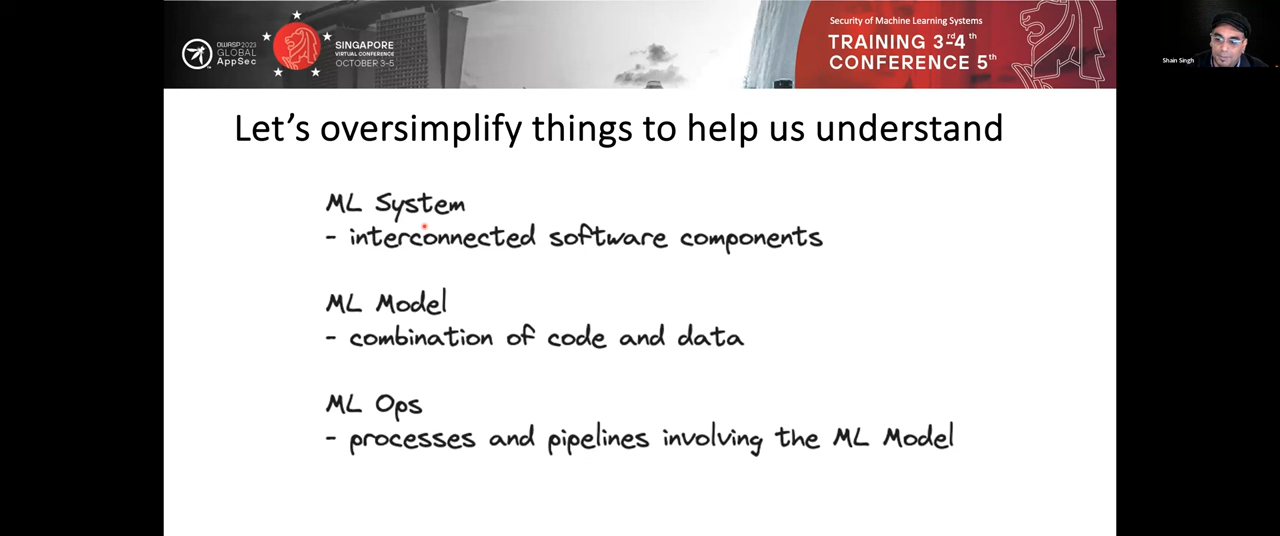 OWASP 2023
GLOBAL
AppSec
SINGAPORE
VIRTUAL CONFERENCE
OCTOBER 3-5
Security of Machine Learning Systems
TRAINING 3rd-4th
CONFERENCE 5th
Shain Singh
Let's oversimplify things to help us understand
ML System
- interconnected software components
ML Model
- combination of code and data
ML Ops
- processes and pipelines involving the ML Model